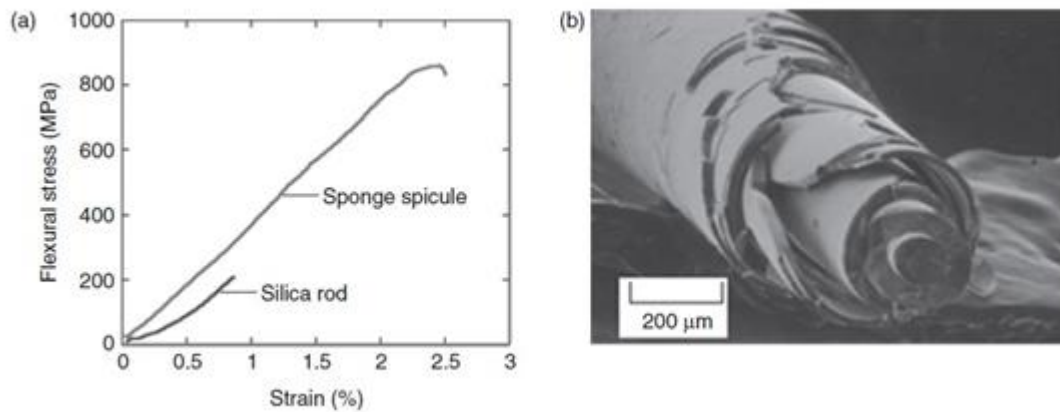 (a)
1000
800
600
400
200
0
Flexural stress (MPa)
Sponge spicule
Silica rod
0 0.5 1 1.5 2 2.5 3
Strain (%)
(b)
200 μm